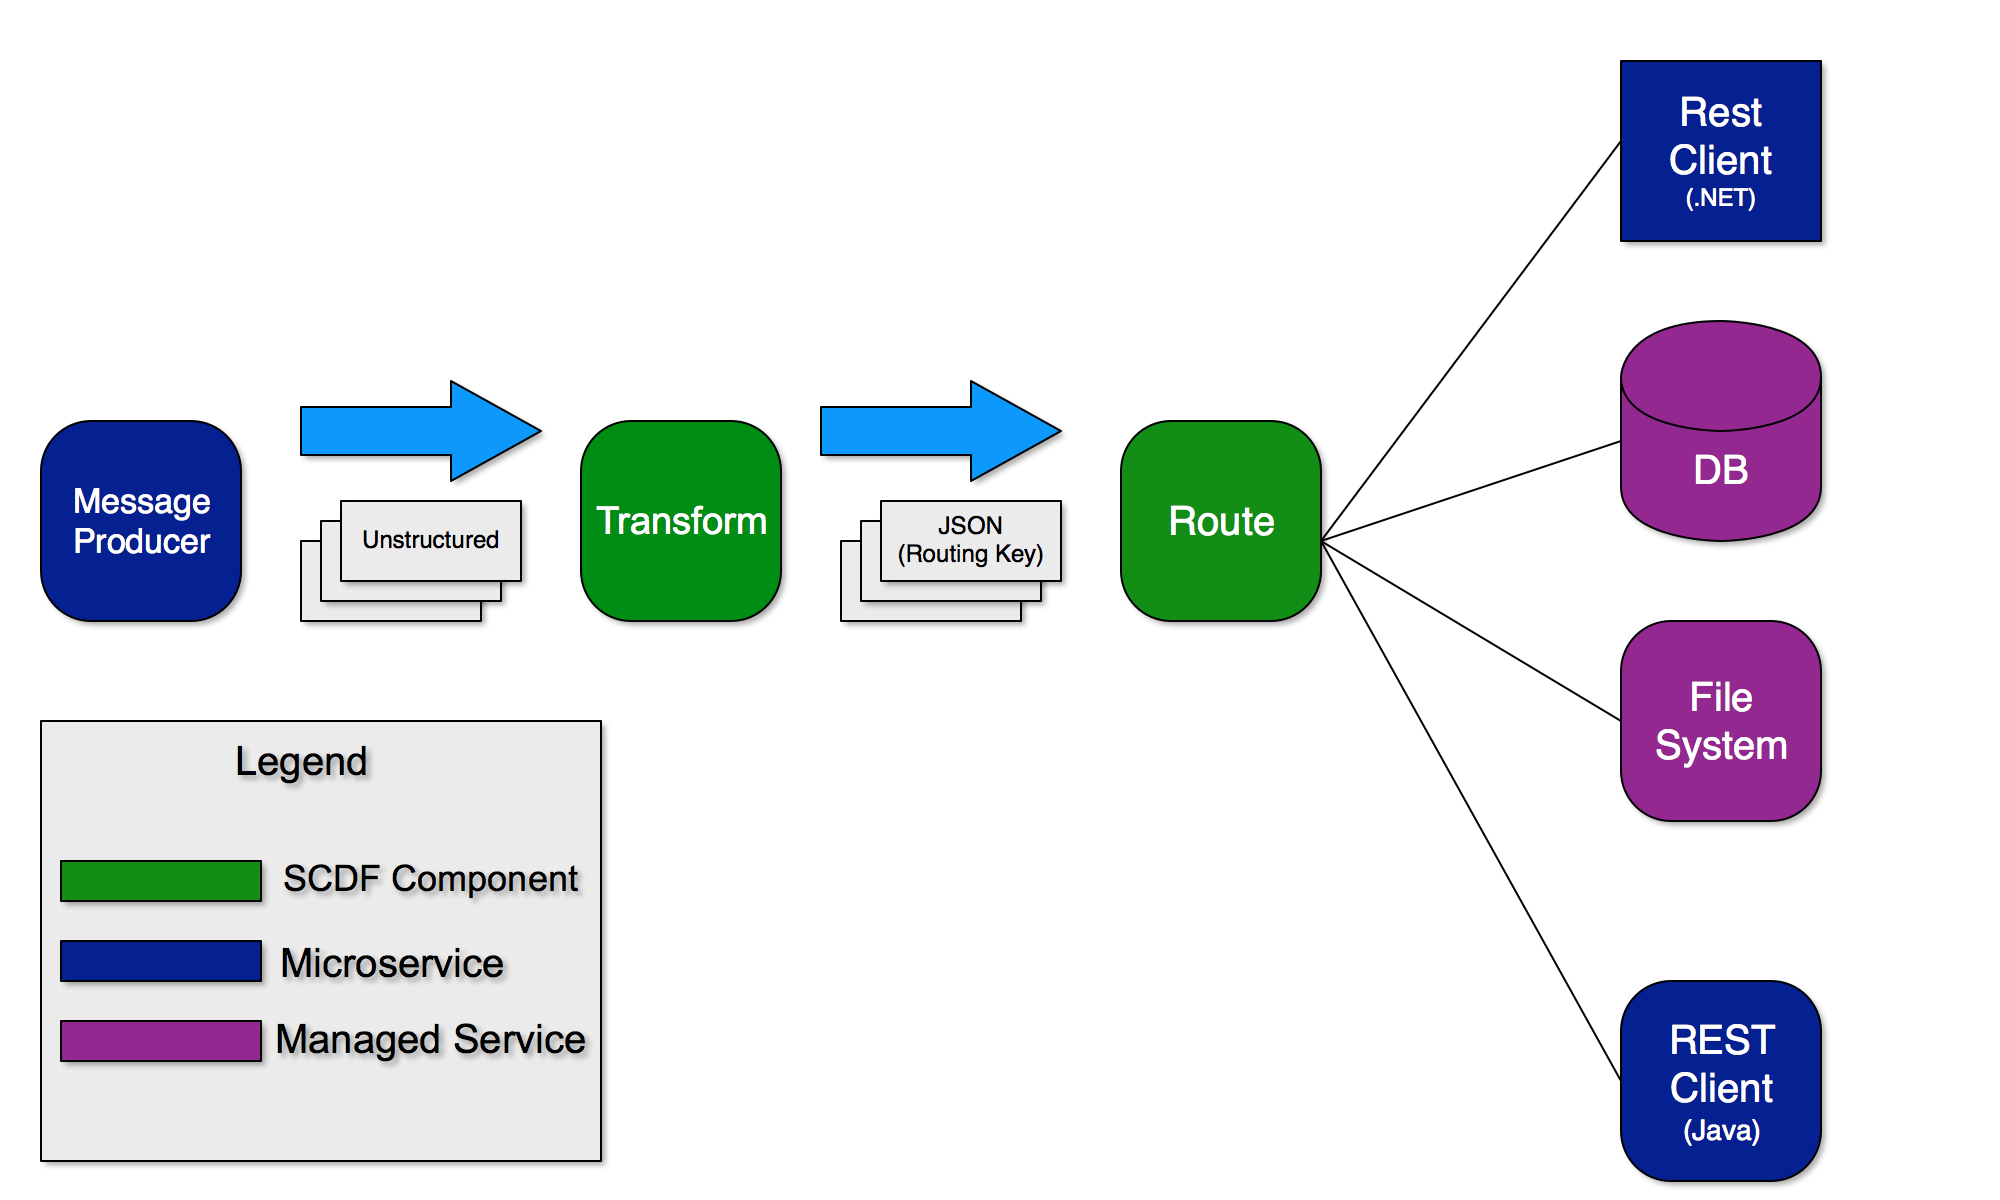 Rest
Client
(.NET)
DB
Message
Producer
Unstructured
Transform
JSON
(Routing Key)
Route
File
System
Legend
SCDF Component
Microservice
Managed Service
REST
Client
(Java)